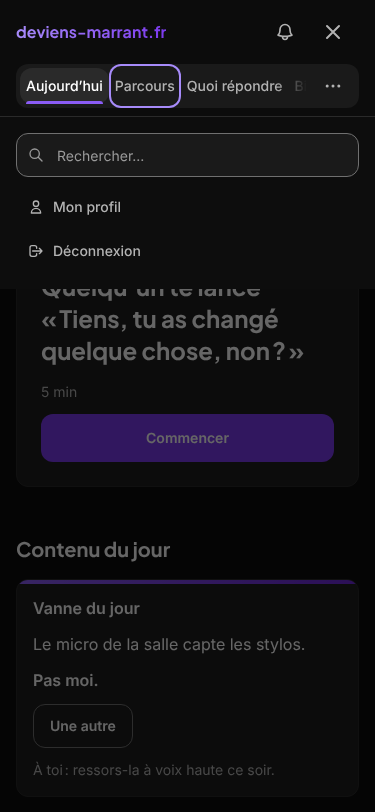 deviens-marrant.fr
Aujourd’hui Parcours Quoi répondre
Rechercher…
Mon profil
Déconnexion
Quelqu’un te lance
« Tiens, tu as changé
quelque chose, non ? »
5 min
Commencer
Contenu du jour
Vanne du jour
Le micro de la salle capte les stylos.
Pas moi.
Une autre
À toi : ressors-la à voix haute ce soir.